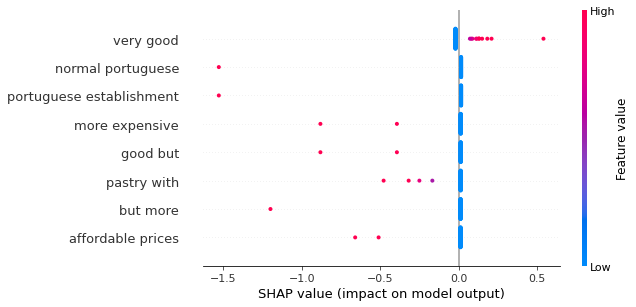 High
very good
normal portuguese
portuguese establishment
more expensive
good but
pastry with
but more
affordable prices
Feature value
Low
−1.5 −1.0 −0.5 0.0 0.5
SHAP value (impact on model output)